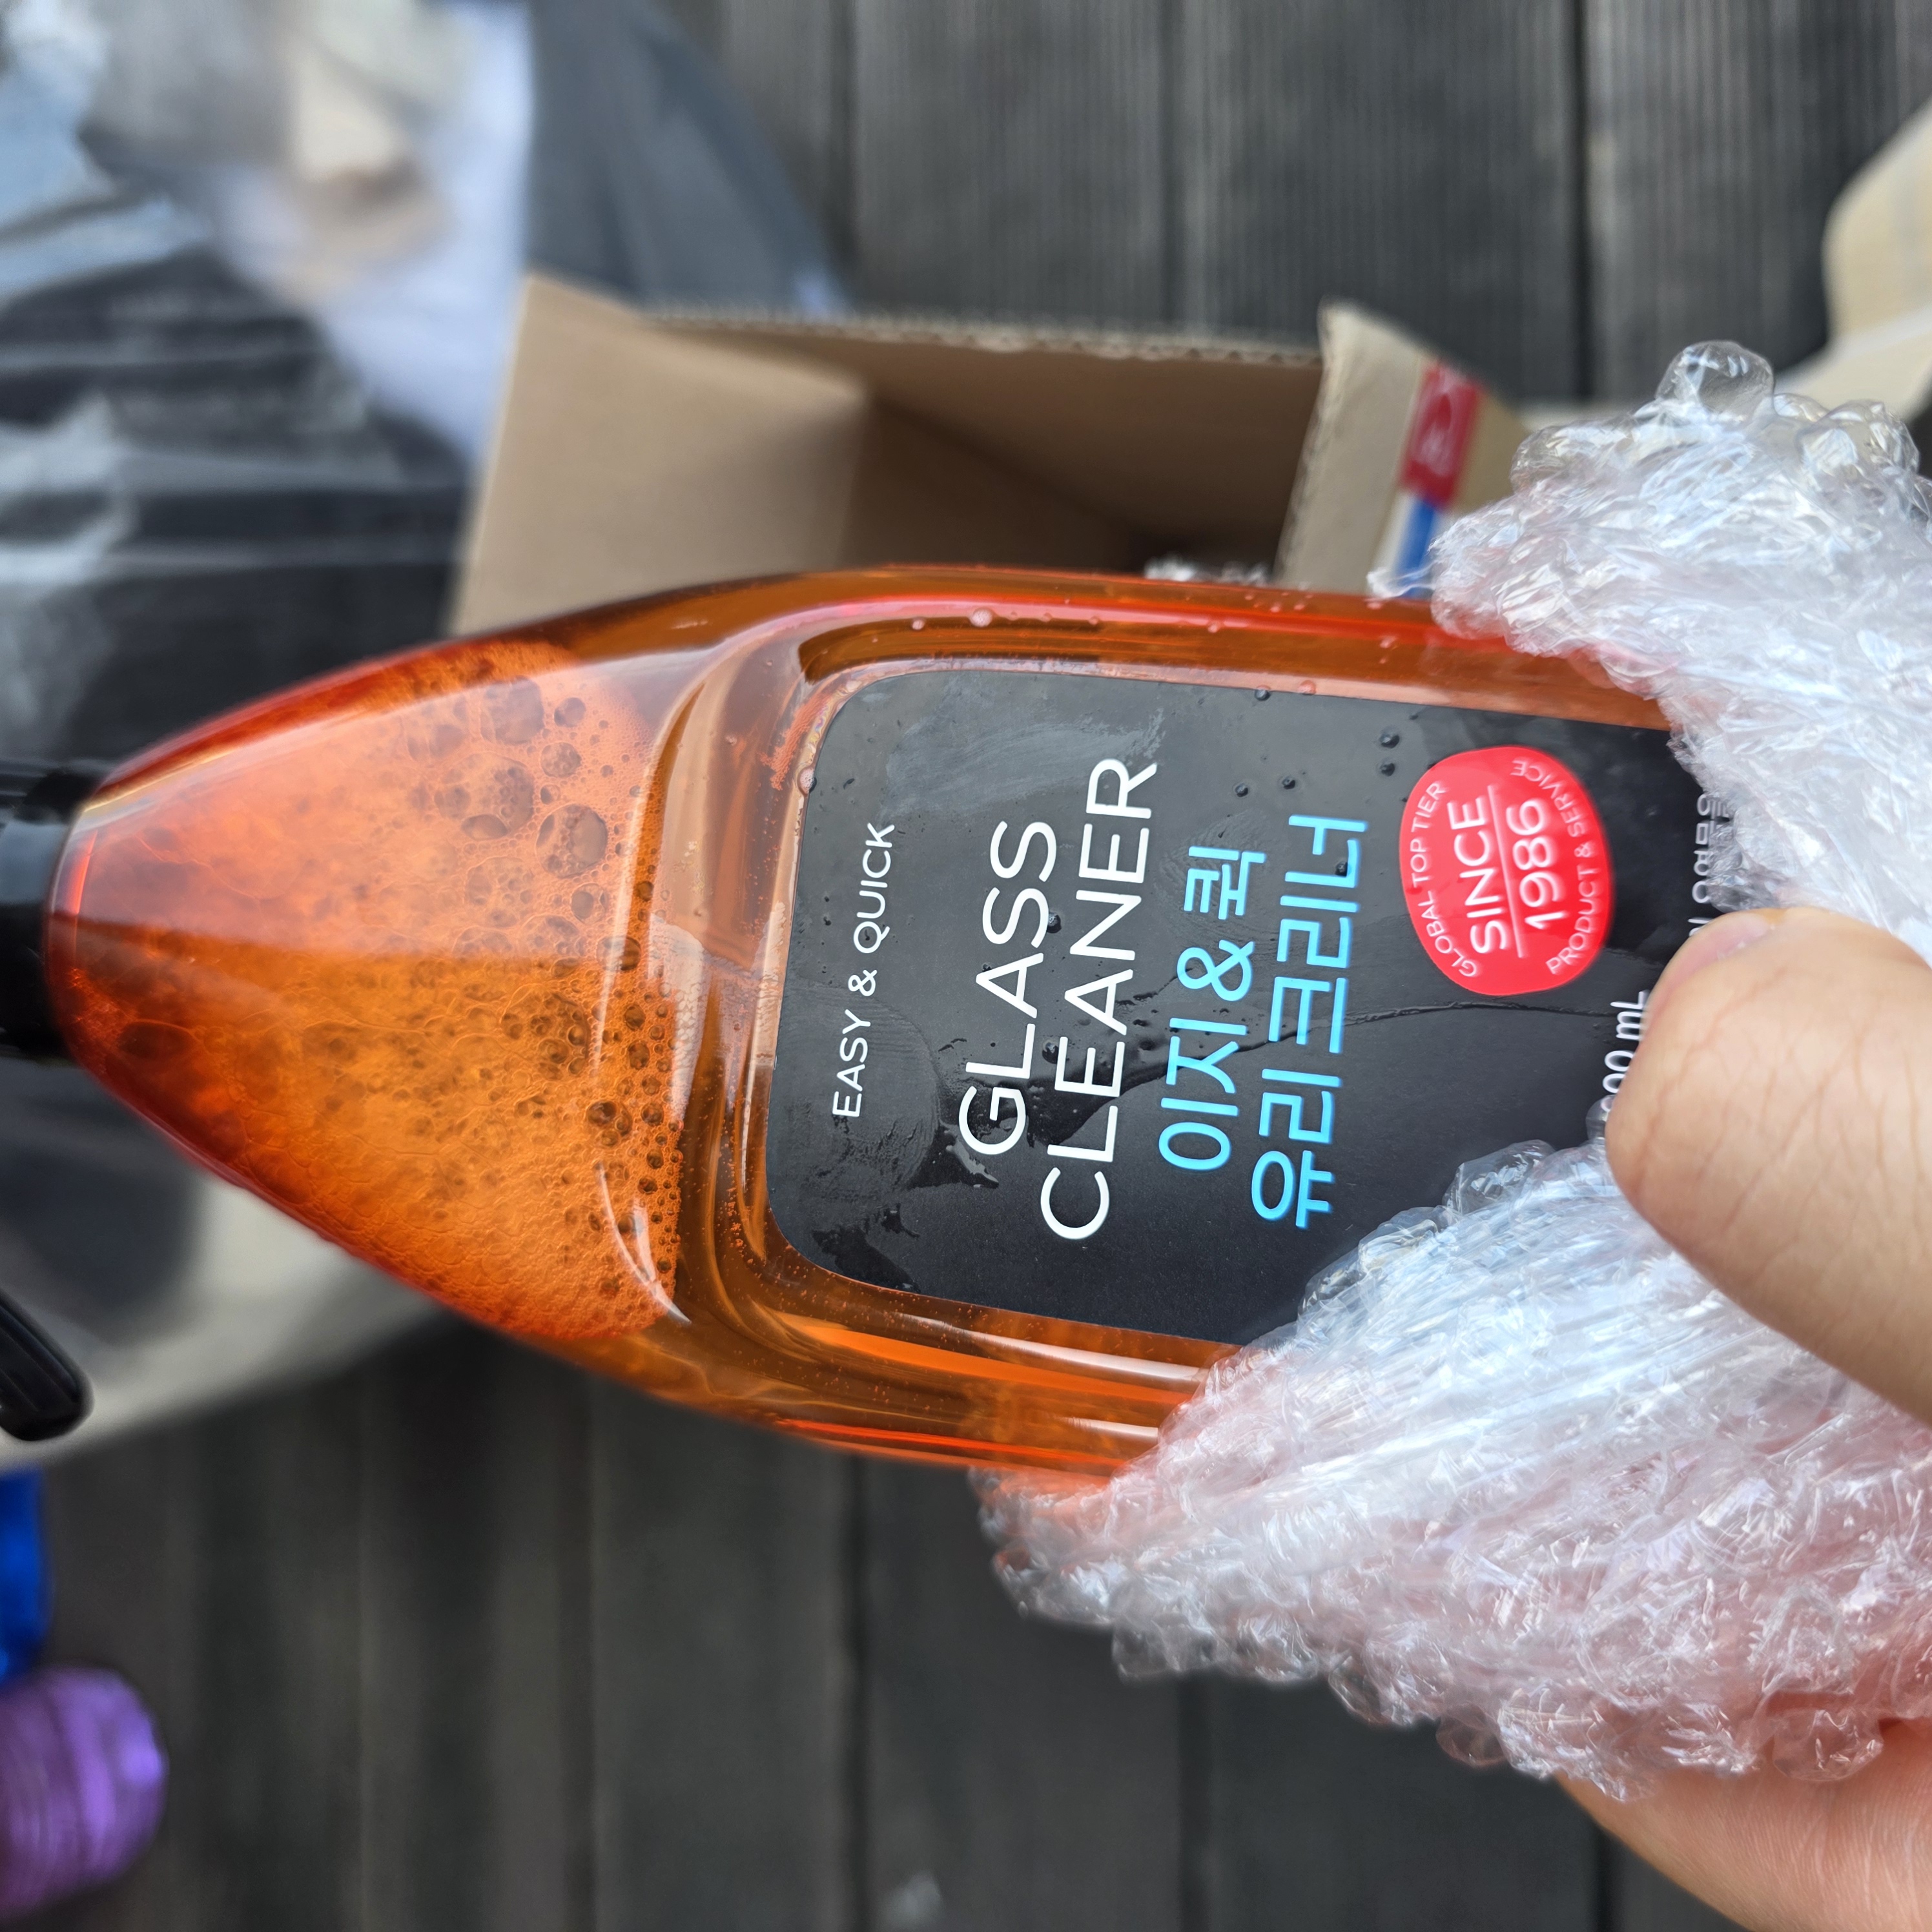 EASY & QUICK
GLASS
CLEANER
이지&퀵
유리 크리너
GLOBAL TOP TIER
SINCE
1986
PRODUCT & SERVICE
mL